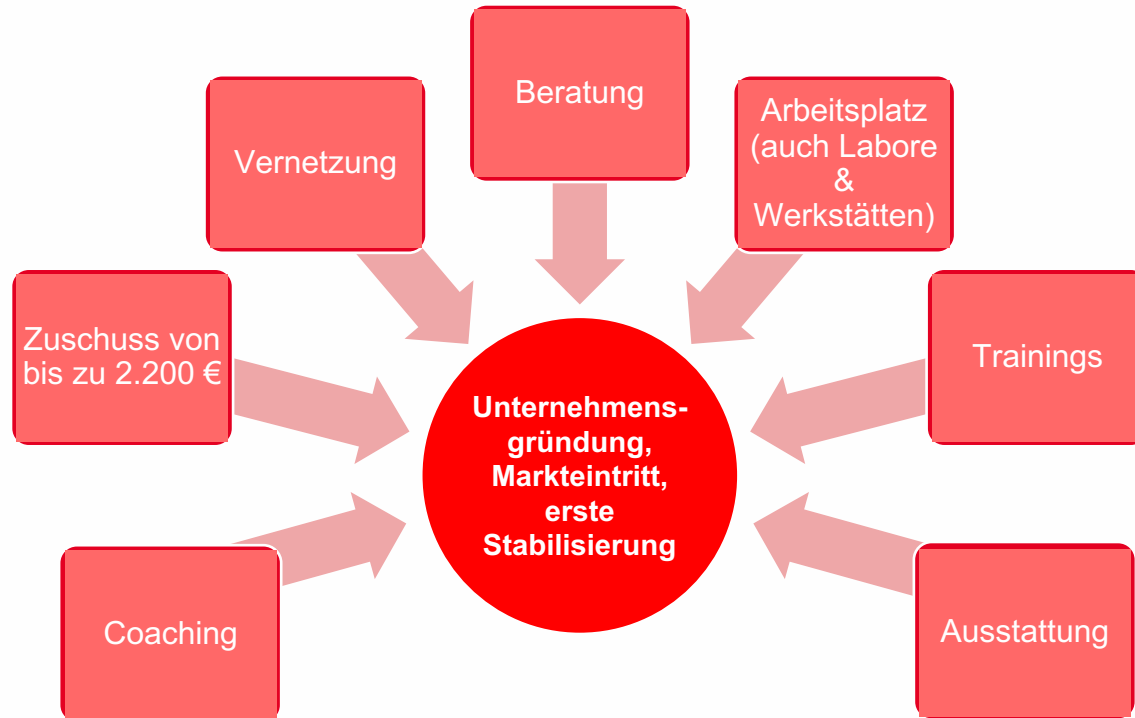 Beratung
Vernetzung
Arbeitsplatz
(auch Labore
&
Werkstätten)
Zuschuss von
bis zu 2.200 €
Trainings
Unternehmens-
gründung,
Markteintritt,
erste
Stabilisierung
Coaching
Ausstattung